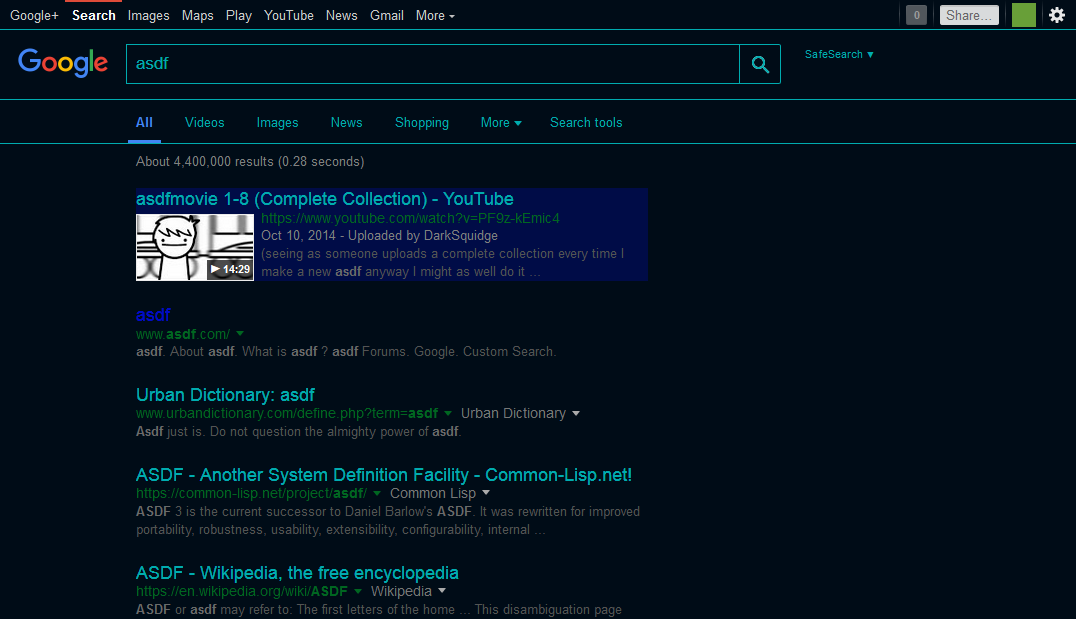 Google+ Search Images Maps Play YouTube News Gmail More 0 Share...
Google asdf SafeSearch ▼
All Videos Images News Shopping More Search tools
About 4,400,000 results (0.28 seconds)
asdfmovie 1-8 (Complete Collection) - YouTube
https://www.youtube.com/watch?v=PF9z-kEmic4
Oct 10, 2014 - Uploaded by DarkSquidge
(seeing as someone uploads a complete collection every time I
make a new asdf anyway I might as well do it ...
▶ 14:29
asdf
www.asdf.com/
asdf. About asdf. What is asdf ? asdf Forums. Google. Custom Search.
Urban Dictionary: asdf
www.urbandictionary.com/define.php?term=asdf Urban Dictionary
Asdf just is. Do not question the almighty power of asdf.
ASDF - Another System Definition Facility - Common-Lisp.net!
https://common-lisp.net/project/asdf/ Common Lisp
ASDF 3 is the current successor to Daniel Barlow's ASDF. It was rewritten for improved
portability, robustness, usability, extensibility, configurability, internal ...
ASDF - Wikipedia, the free encyclopedia
https://en.wikipedia.org/wiki/ASDF Wikipedia
ASDF or asdf may refer to: The first letters of the home ... This disambiguation page